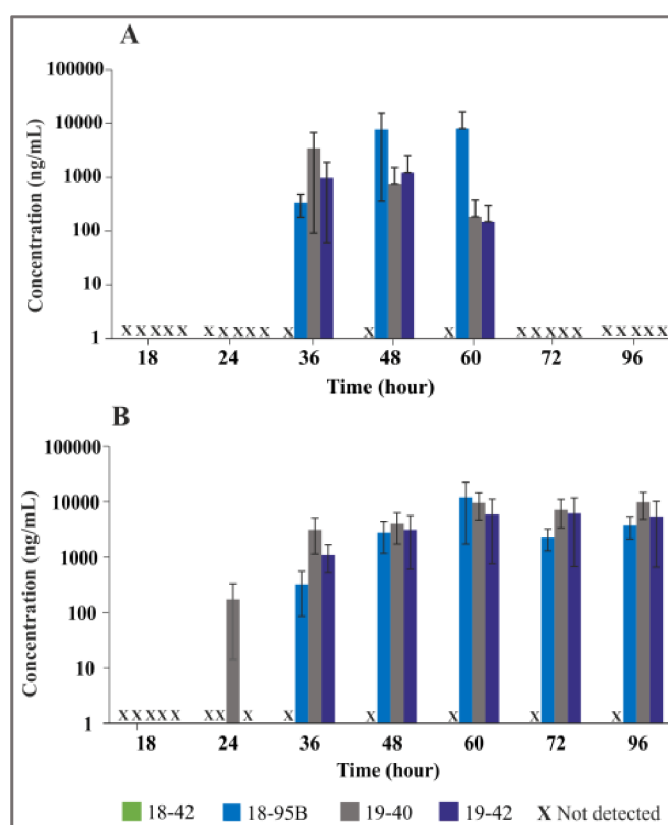 A
Concentration (ng/mL)
100000
10000
1000
100
10
1
X X X X X X X X X X X X X X X X X X X X X X X
18 24 36 48 60 72 96
Time (hour)
B
Concentration (ng/mL)
100000
10000
1000
100
10
1
X X X X X X X X X X X X X
18 24 36 48 60 72 96
Time (hour)
18-42 18-95B 19-40 19-42 X Not detected